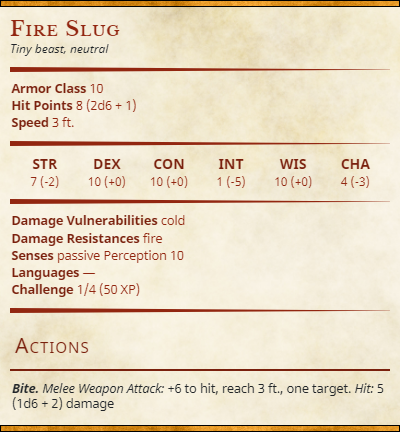 Fire Slug
Tiny beast, neutral
Armor Class 10
Hit Points 8 (2d6 + 1)
Speed 3 ft.
STR DEX CON INT WIS CHA
7 (-2) 10 (+0) 10 (+0) 1 (-5) 10 (+0) 4 (-3)
Damage Vulnerabilities cold
Damage Resistances fire
Senses passive Perception 10
Languages —
Challenge 1/4 (50 XP)
Actions
Bite. Melee Weapon Attack: +6 to hit, reach 3 ft., one target. Hit: 5
(1d6 + 2) damage